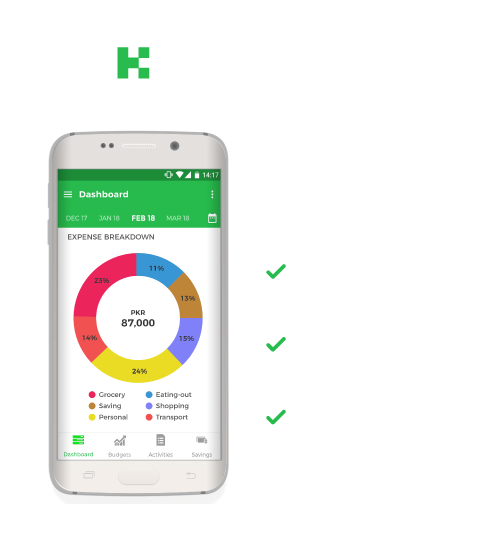 14:17
Dashboard
DEC 17 JAN 18 FEB 18 MAR 18
EXPENSE BREAKDOWN
11%
23%
13%
PKR
87,000
14%
15%
24%
Grocery Eating-out
Saving Shopping
Personal Transport
Dashboard Budgets Activities Savings